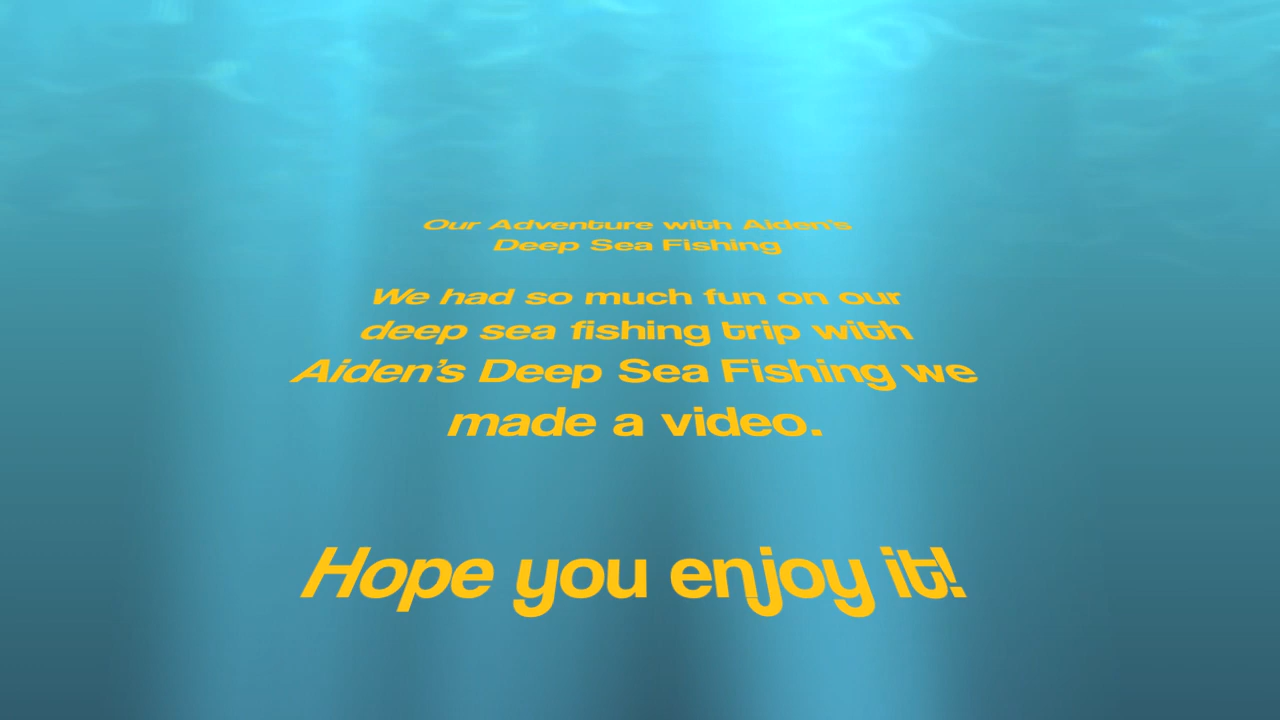 Our Adventure with Aiden's
Deep Sea Fishing
We had so much fun on our
deep sea fishing trip with
Aiden’s Deep Sea Fishing we
made a video.
Hope you enjoy it!